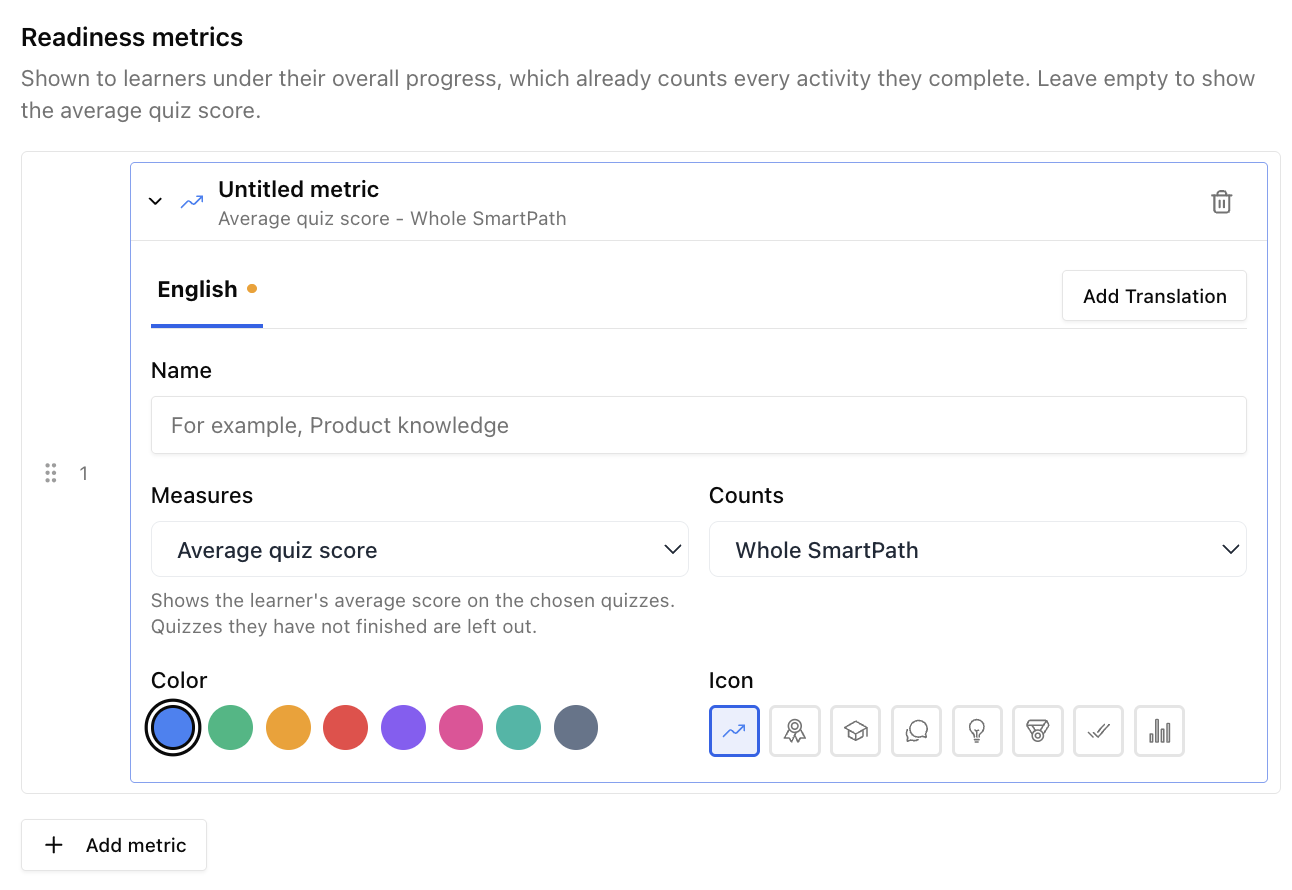 Readiness metrics
Shown to learners under their overall progress, which already counts every activity they complete. Leave empty to show
the average quiz score.
Untitled metric
Average quiz score - Whole SmartPath
English
Add Translation
Name
For example, Product knowledge
1
Measures
Counts
Average quiz score
Whole SmartPath
Shows the learner's average score on the chosen quizzes.
Quizzes they have not finished are left out.
Color
Icon
Add metric